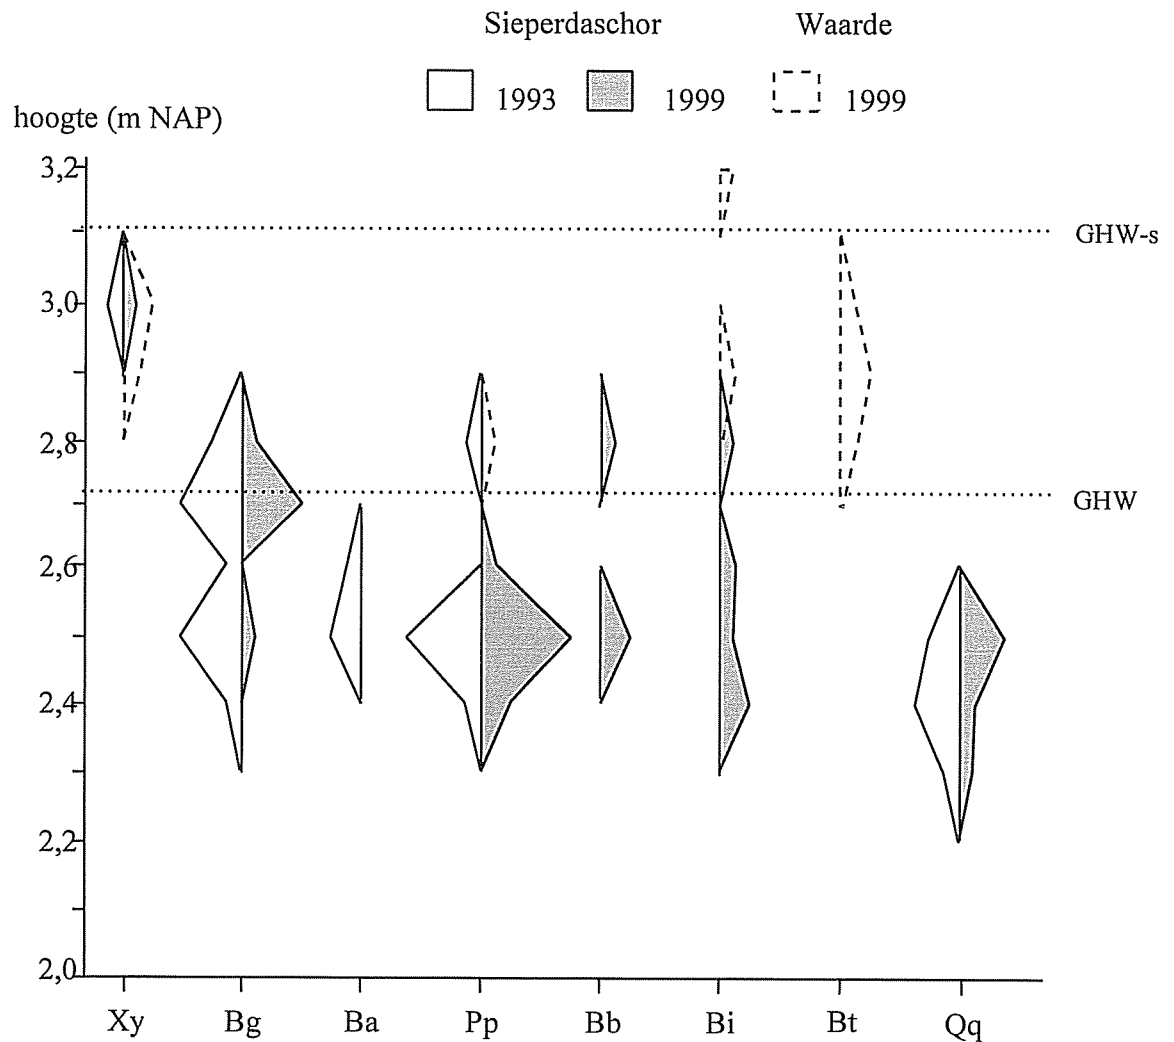 Sieperdaschor Waarde
1993 1999 1999
hoogte (m NAP)
3,2
GHW-s
3,0
2,8
GHW
2,6
2,4
2,2
2,0
Xy Bg Ba Pp Bb Bi Bt Qq